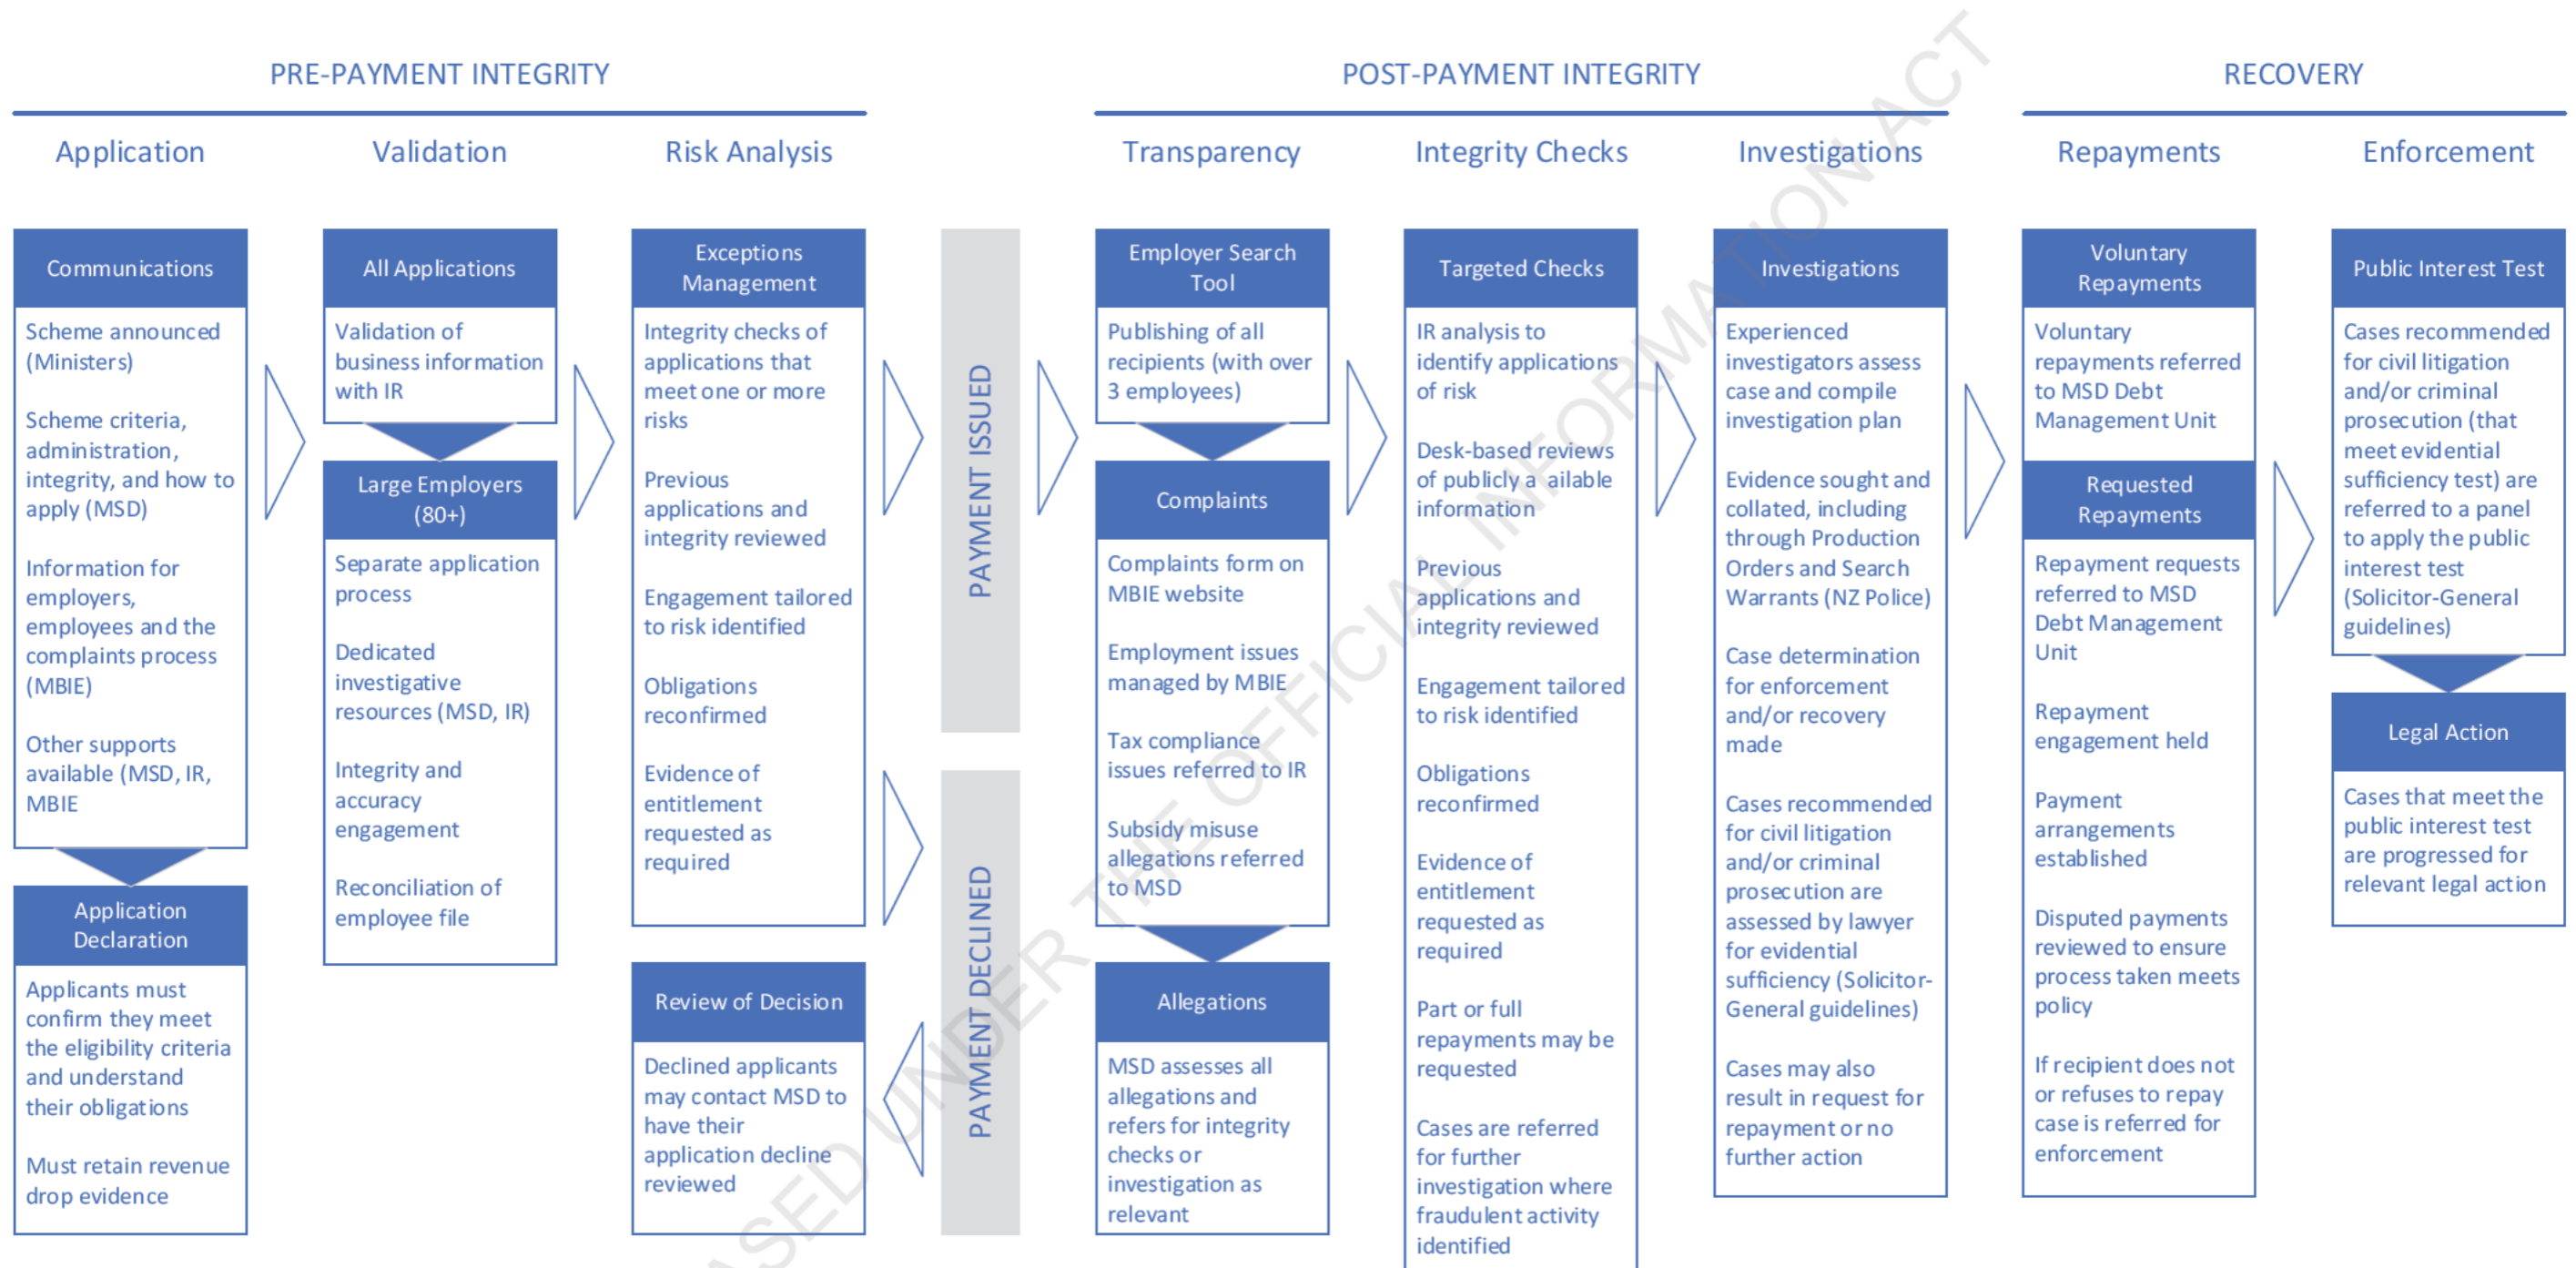 PRE-PAYMENT INTEGRITY
POST-PAYMENT INTEGRITY
RECOVERY
Application
Validation
Risk Analysis
Transparency
Integrity Checks
Investigations
Repayments
Enforcement
Communications
Scheme announced
(Ministers)
Scheme criteria,
administration,
integrity, and how to
apply (MSD)
Information for
employers,
employees and the
complaints process
(MBIE)
Other supports
available (MSD, IR,
MBIE
Application
Declaration
Applicants must
confirm they meet
the eligibility criteria
and understand
their obligations
Must retain revenue
drop evidence
All Applications
Validation of
business information
with IR
Large Employers
(80+)
Separate application
process
Dedicated
investigative
resources (MSD, IR)
Integrity and
accuracy
engagement
Reconciliation of
employee file
Exceptions
Management
Integrity checks of
applications that
meet one or more
risks
Previous
applications and
integrity reviewed
Engagement tailored
to risk identified
Obligations
reconfirmed
Evidence of
entitlement
requested as
required
Review of Decision
Declined applicants
may contact MSD to
have their
application decline
reviewed
PAYMENT ISSUED
PAYMENT DECLINED
Employer Search
Tool
Publishing of all
recipients (with over
3 employees)
Complaints
Complaints form on
MBIE website
Employment issues
managed by MBIE
Tax compliance
issues referred to IR
Subsidy misuse
allegations referred
to MSD
Allegations
MSD assesses all
allegations and
refers for integrity
checks or
investigation as
relevant
Targeted Checks
IR analysis to
identify applications
of risk
Desk-based reviews
of publicly a ailable
information
Previous
applications and
integrity reviewed
Engagement tailored
to risk identified
Obligations
reconfirmed
Evidence of
entitlement
requested as
required
Part or full
repayments may be
requested
Cases are referred
for further
investigation where
fraudulent activity
identified
Investigations
Experienced
investigators assess
case and compile
investigation plan
Evidence sought and
collated, including
through Production
Orders and Search
Warrants (NZ Police)
Case determination
for enforcement
and/or recovery
made
Cases recommended
for civil litigation
and/or criminal
prosecution are
assessed by lawyer
for evidential
sufficiency (Solicitor-
General guidelines)
Cases may also
result in request for
repayment or no
further action
Voluntary
Repayments
Voluntary
repayments referred
to MSD Debt
Management Unit
Requested
Repayments
Repayment requests
referred to MSD
Debt Management
Unit
Repayment
engagement held
Payment
arrangements
established
Disputed payments
reviewed to ensure
process taken meets
policy
If recipient does not
or refuses to repay
case is referred for
enforcement
Public Interest Test
Cases recommended
for civil litigation
and/or criminal
prosecution (that
meet evidential
sufficiency test) are
referred to a panel
to apply the public
interest test
(Solicitor-General
guidelines)
Legal Action
Cases that meet the
public interest test
are progressed for
relevant legal action
ASED UNDER THE OFFICIAL INFORMATION ACT